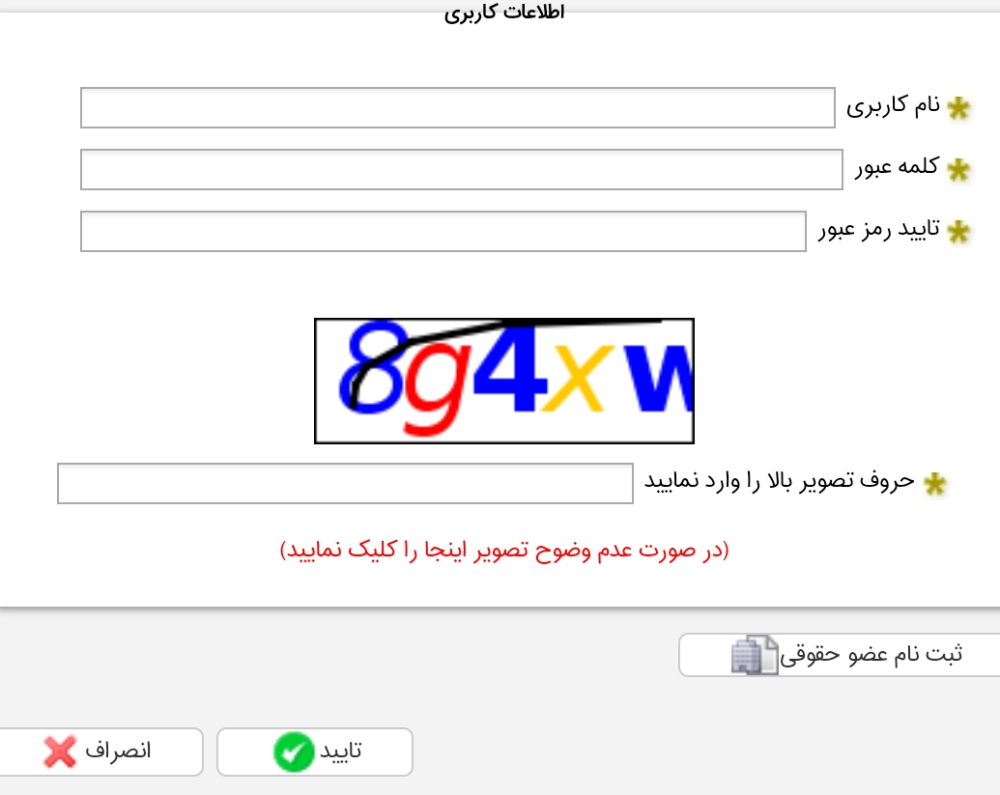 اطلاعات کاربری
نام کاربری
کلمه عبور
تایید رمز عبور
8g4xw
حروف تصویر بالا را وارد نمایید
(در صورت عدم وضوح تصویر اینجا را کلیک نمایید)
ثبت نام عضو حقوقی
تایید
انصراف